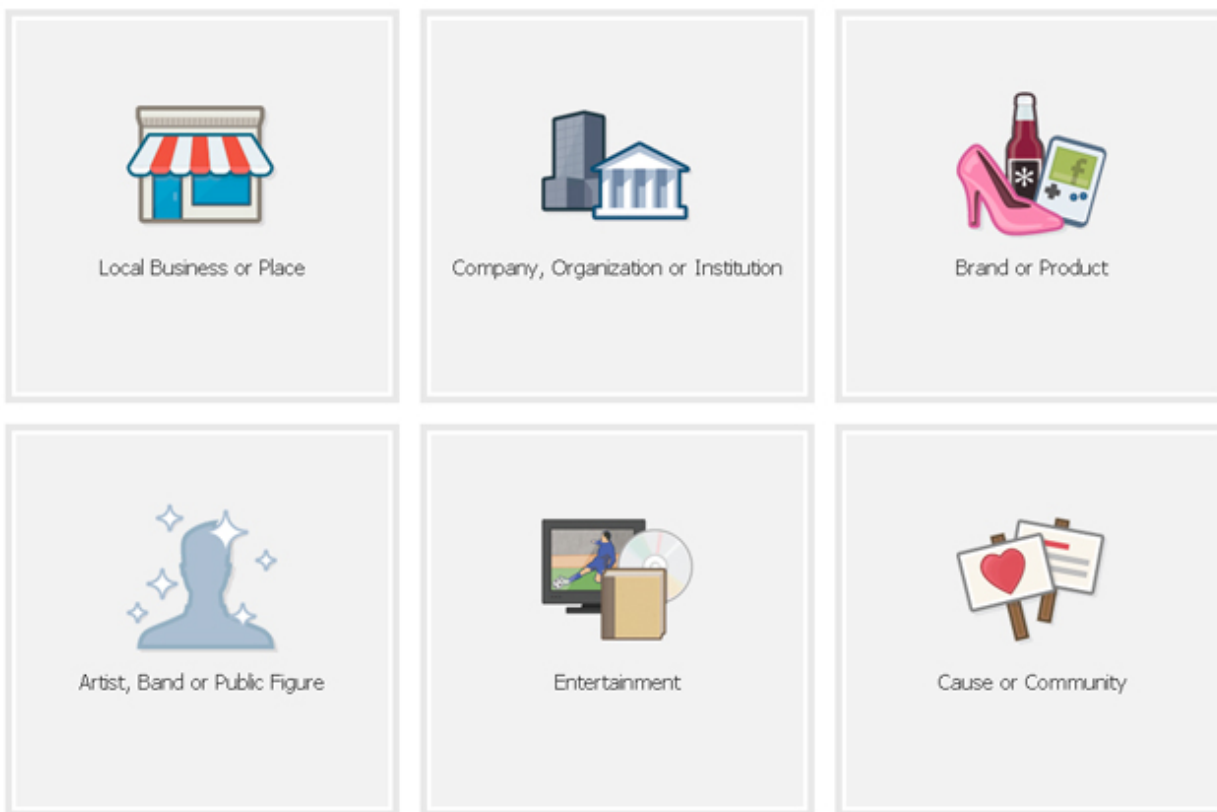 Local Business or Place
Company, Organization or Institution
Brand or Product
Artist, Band or Public Figure
Entertainment
Cause or Community